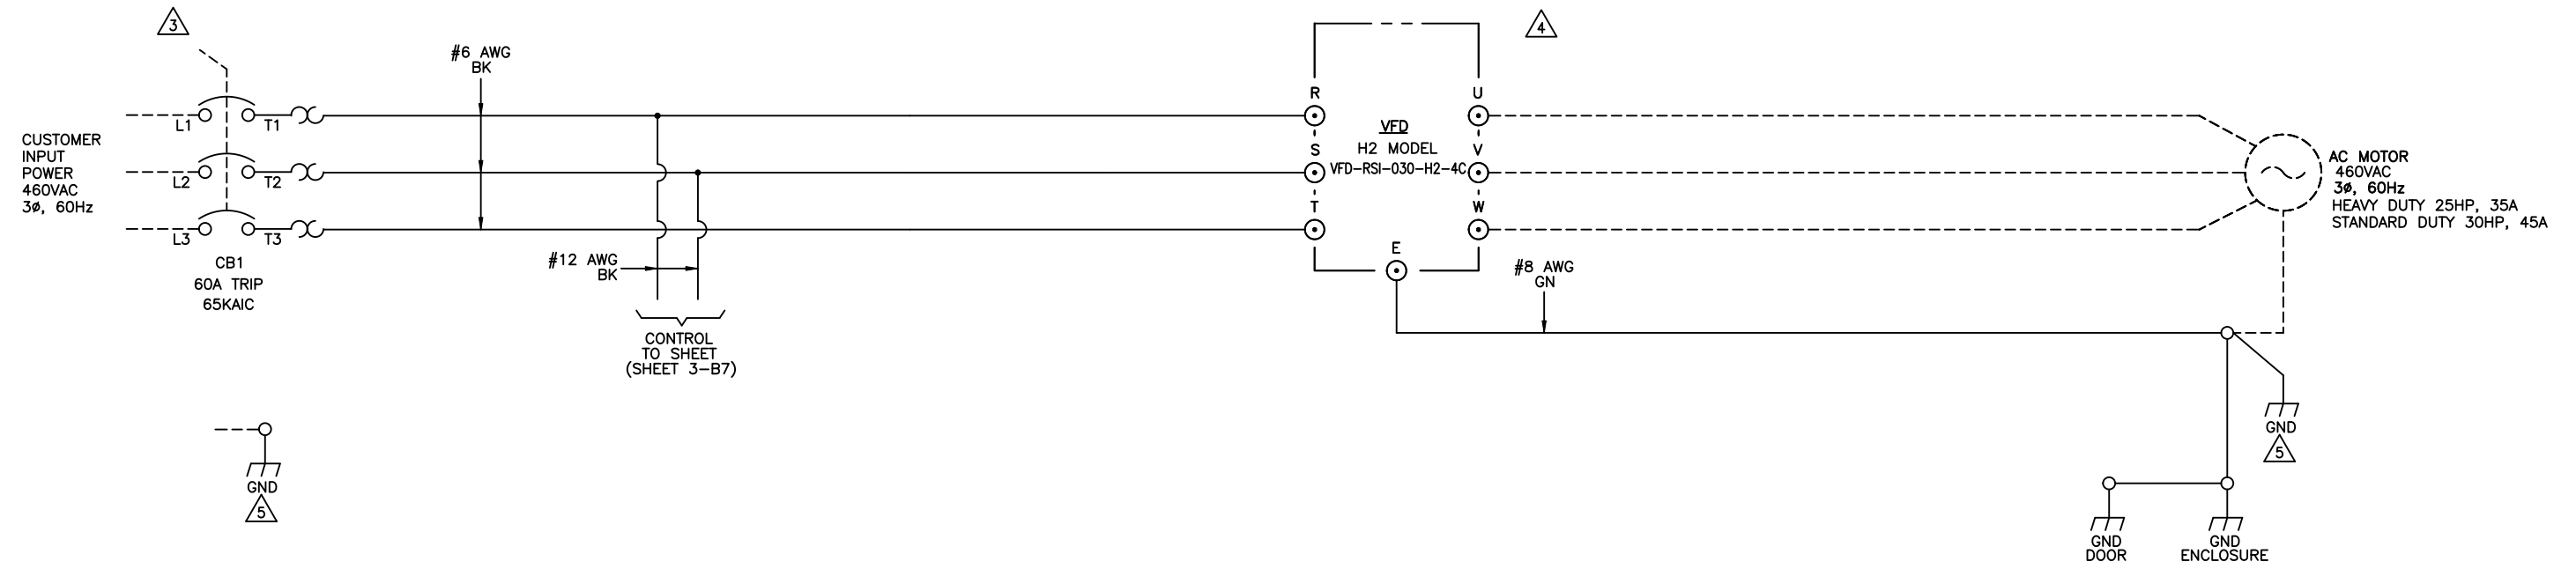 3
#6 AWG
BK
L1
T1
L2
T2
L3
T3
CUSTOMER
INPUT
POWER
460VAC
3ø, 60Hz
CB1
60A TRIP
65KAIC
#12 AWG
BK
CONTROL
TO SHEET
(SHEET 3-B7)
GND
5
4
R
U
VFD
H2 MODEL
VFD-RSI-030-H2-4C
S
V
T
W
E
#8 AWG
GN
AC MOTOR
460VAC
3ø, 60Hz
HEAVY DUTY 25HP, 35A
STANDARD DUTY 30HP, 45A
GND
5
GND
DOOR
GND
ENCLOSURE